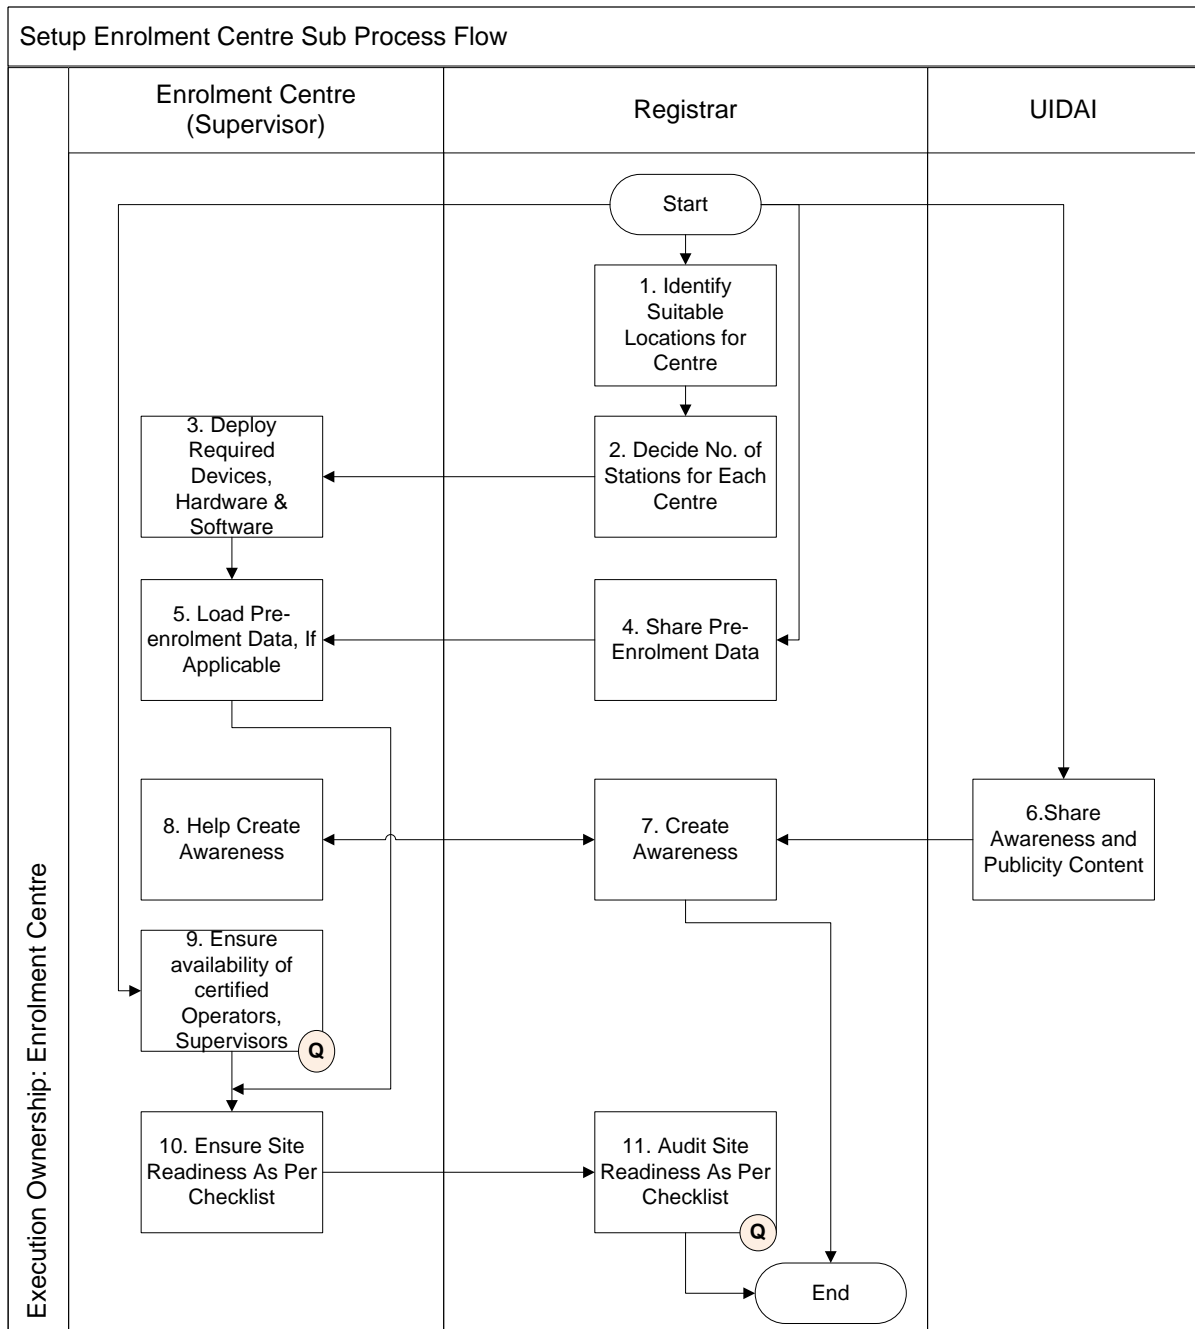 Setup Enrolment Centre Sub Process Flow
Enrolment Centre
(Supervisor)
Registrar
UIDAI
Execution Ownership: Enrolment Centre
Start
1. Identify
Suitable
Locations for
Centre
3. Deploy
Required
Devices,
Hardware &
Software
2. Decide No. of
Stations for Each
Centre
5. Load Pre-
enrolment Data, If
Applicable
4. Share Pre-
Enrolment Data
8. Help Create
Awareness
7. Create
Awareness
6.Share
Awareness and
Publicity Content
9. Ensure
availability of
certified
Operators,
Supervisors
Q
10. Ensure Site
Readiness As Per
Checklist
11. Audit Site
Readiness As Per
Checklist
Q
End